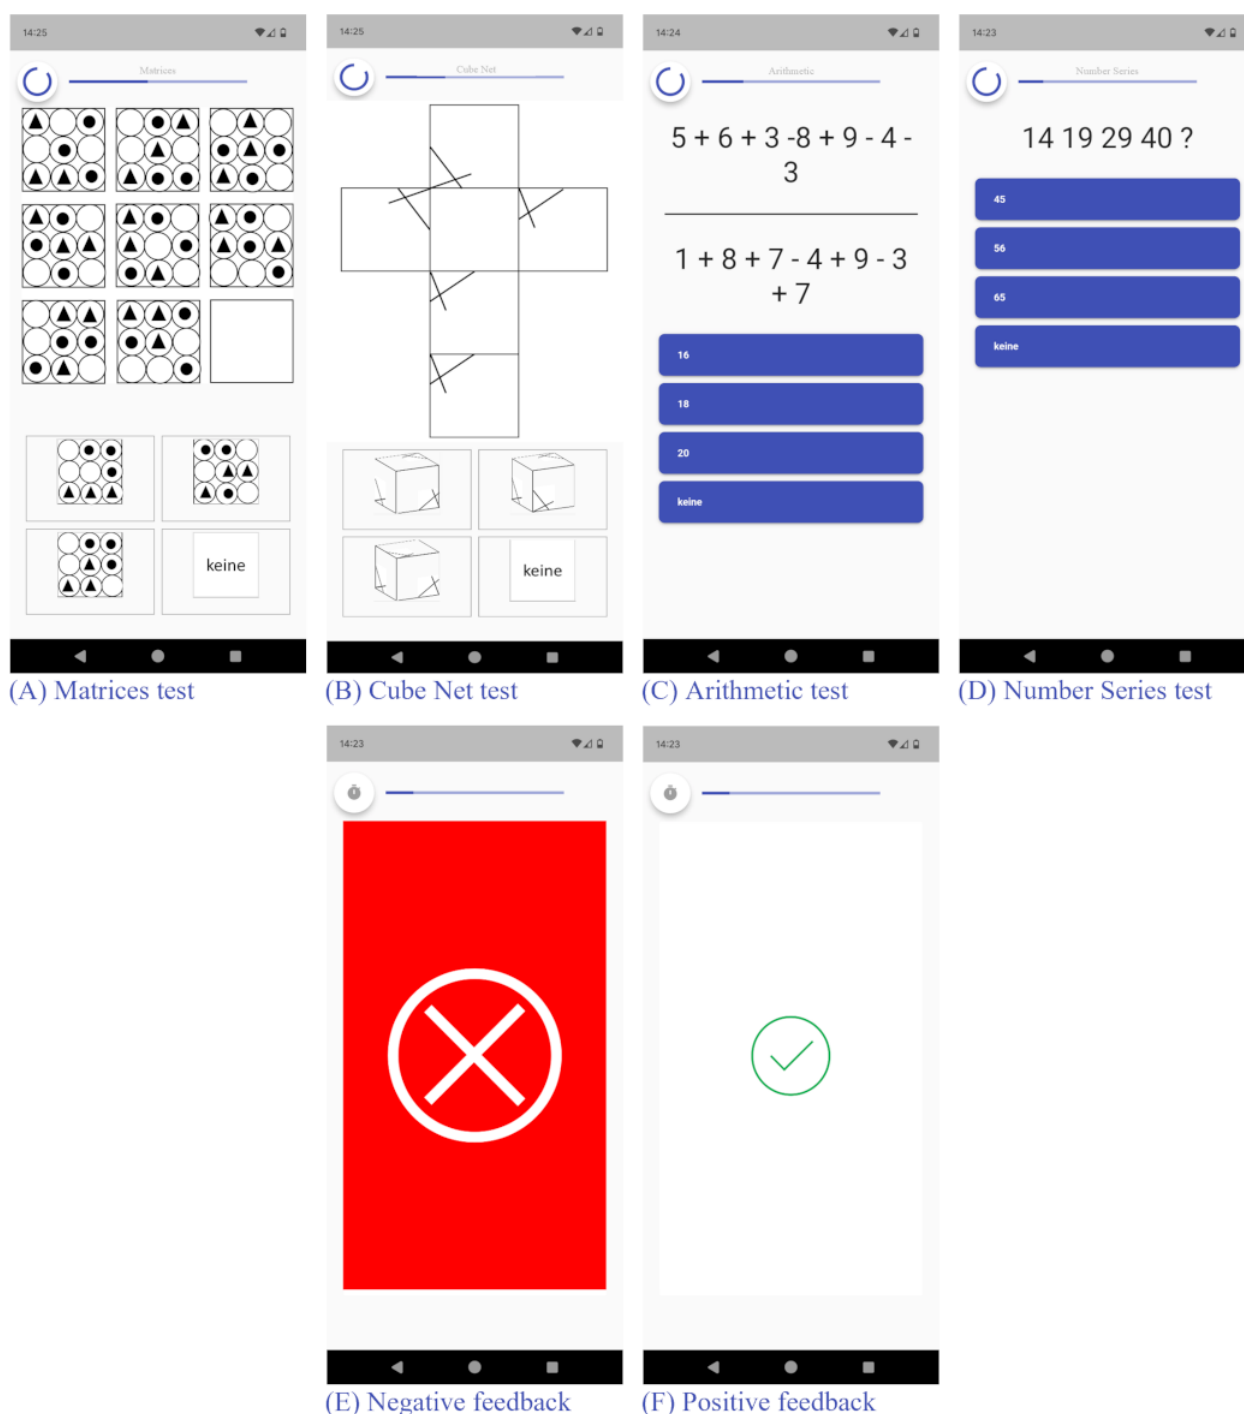 14:25
Matrices
keine
(A) Matrices test
14:25
Cube Net
keine
(B) Cube Net test
14:24
Arithmetic
5 + 6 + 3 -8 + 9 - 4 -
3
1 + 8 + 7 - 4 + 9 - 3
+ 7
16
18
20
keine
(C) Arithmetic test
14:23
Number Series
14 19 29 40 ?
45
56
65
keine
(D) Number Series test
14:23
(E) Negative feedback
14:23
(F) Positive feedback